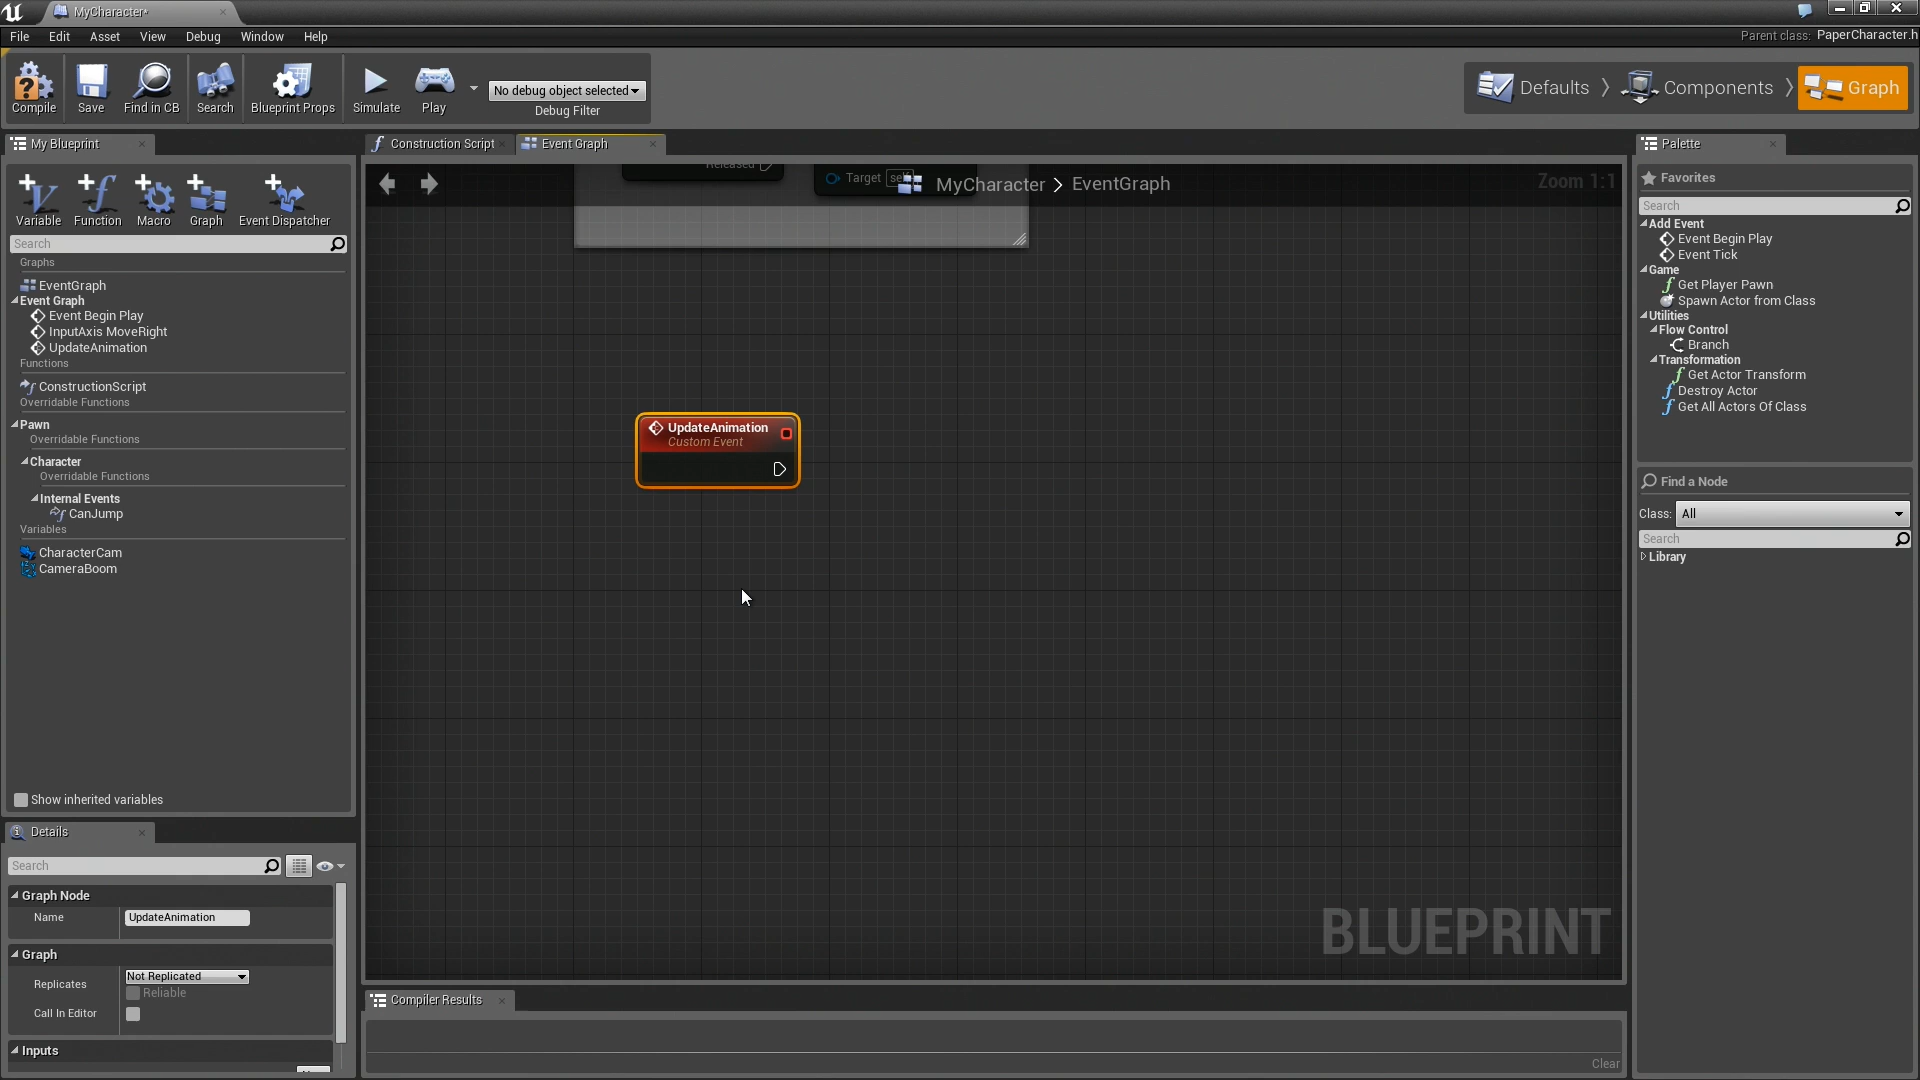 MyCharacter*
File Edit Asset View Debug Window Help
Parent class: PaperCharacter.h
Compile Save Find in CB Search Blueprint Props Simulate Play
No debug object selected
Debug Filter
Defaults Components Graph
My Blueprint
Construction Script
Event Graph
Palette
Variable Function Macro Graph Event Dispatcher
Search
Graphs
EventGraph
Event Graph
Event Begin Play
InputAxis MoveRight
UpdateAnimation
Functions
ConstructionScript
Overridable Functions
Pawn
Overridable Functions
Character
Overridable Functions
Internal Events
CanJump
Variables
CharacterCam
CameraBoom
Show inherited variables
Details
Search
Graph Node
Name UpdateAnimation
Graph
Replicates Not Replicated
Reliable
Call In Editor
Inputs
Released
Target self
MyCharacter > EventGraph
Zoom 1:1
UpdateAnimation
Custom Event
BLUEPRINT
Compiler Results
Clear
Favorites
Search
Add Event
Event Begin Play
Event Tick
Game
Get Player Pawn
Spawn Actor from Class
Utilities
Flow Control
Branch
Transformation
Get Actor Transform
Destroy Actor
Get All Actors Of Class
Find a Node
Class: All
Search
Library